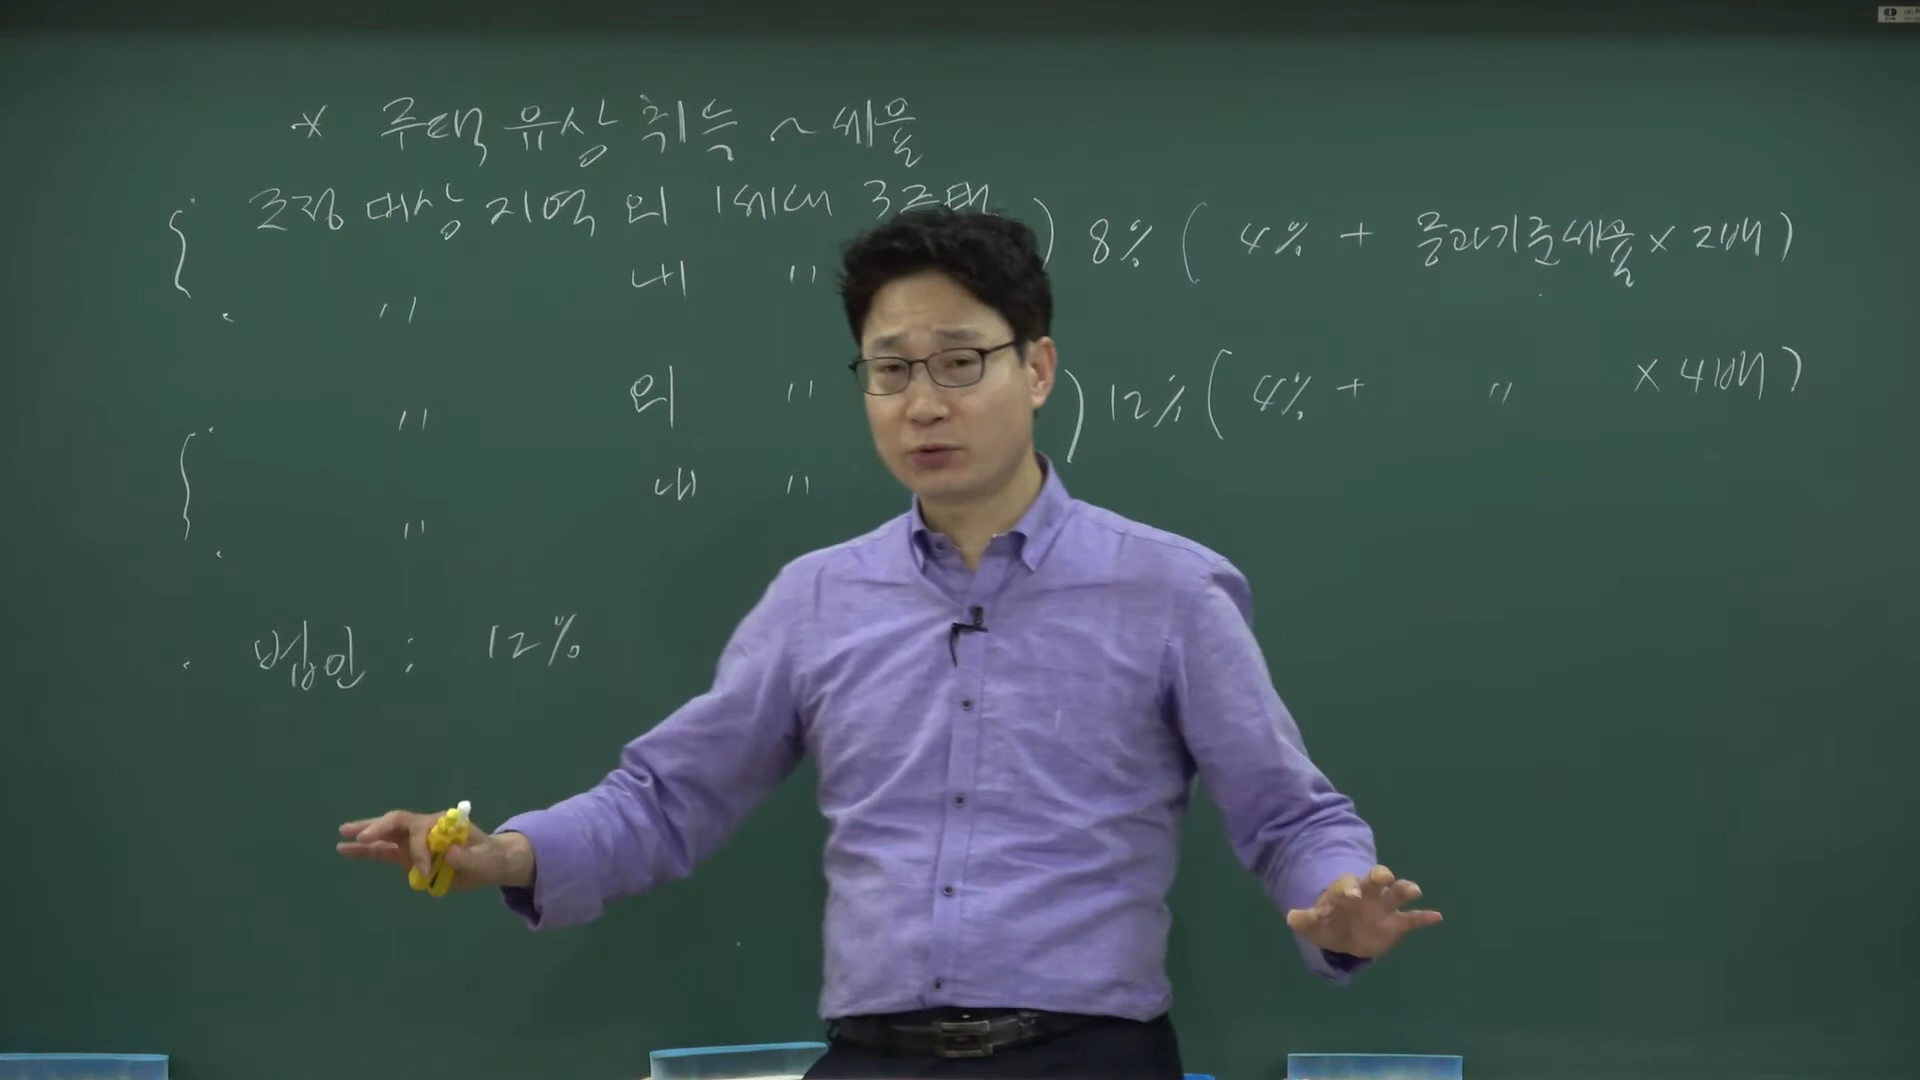 * 주택 유상 취득 ~ 세율
조정 대상 지역 외 1세대 3주택 ) 8% ( 4% + 중과기준세율 × 2배 )
〃 내 〃
〃 외 〃 ) 12% ( 4% + 〃 × 4배 )
〃 내 〃
· 법인 : 12%